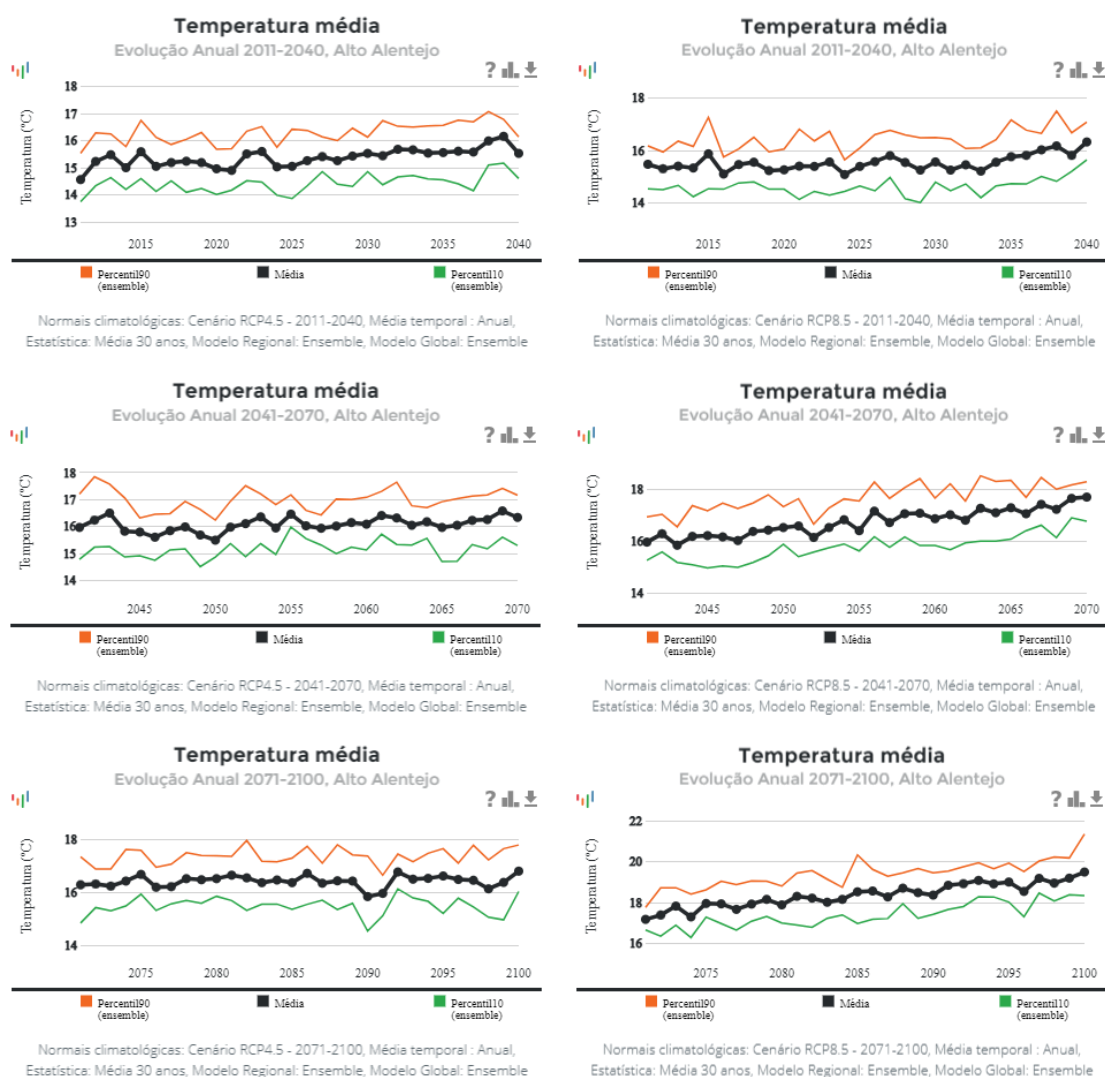 Temperatura média
Evolução Anual 2011-2040, Alto Alentejo
?
Temperatura (°C)
18
17
16
15
14
13
2015
2020
2025
2030
2035
2040
Percentil90
(ensemble)
Média
Percentil10
(ensemble)
Normais climatológicas: Cenário RCP4.5 - 2011-2040, Média temporal : Anual,
Estatística: Média 30 anos, Modelo Regional: Ensemble, Modelo Global: Ensemble
Temperatura média
Evolução Anual 2011-2040, Alto Alentejo
?
Temperatura (°C)
18
16
14
2015
2020
2025
2030
2035
2040
Percentil90
(ensemble)
Média
Percentil10
(ensemble)
Normais climatológicas: Cenário RCP8.5 - 2011-2040, Média temporal : Anual,
Estatística: Média 30 anos, Modelo Regional: Ensemble, Modelo Global: Ensemble
Temperatura média
Evolução Anual 2041-2070, Alto Alentejo
?
Temperatura (°C)
18
17
16
15
14
2045
2050
2055
2060
2065
2070
Percentil90
(ensemble)
Média
Percentil10
(ensemble)
Normais climatológicas: Cenário RCP4.5 - 2041-2070, Média temporal : Anual,
Estatística: Média 30 anos, Modelo Regional: Ensemble, Modelo Global: Ensemble
Temperatura média
Evolução Anual 2041-2070, Alto Alentejo
?
Temperatura (°C)
18
16
14
2045
2050
2055
2060
2065
2070
Percentil90
(ensemble)
Média
Percentil10
(ensemble)
Normais climatológicas: Cenário RCP8.5 - 2041-2070, Média temporal : Anual,
Estatística: Média 30 anos, Modelo Regional: Ensemble, Modelo Global: Ensemble
Temperatura média
Evolução Anual 2071-2100, Alto Alentejo
?
Temperatura (°C)
18
16
14
2075
2080
2085
2090
2095
2100
Percentil90
(ensemble)
Média
Percentil10
(ensemble)
Normais climatológicas: Cenário RCP4.5 - 2071-2100, Média temporal : Anual,
Estatística: Média 30 anos, Modelo Regional: Ensemble, Modelo Global: Ensemble
Temperatura média
Evolução Anual 2071-2100, Alto Alentejo
?
Temperatura (°C)
22
20
18
16
2075
2080
2085
2090
2095
2100
Percentil90
(ensemble)
Média
Percentil10
(ensemble)
Normais climatológicas: Cenário RCP8.5 - 2071-2100, Média temporal : Anual,
Estatística: Média 30 anos, Modelo Regional: Ensemble, Modelo Global: Ensemble